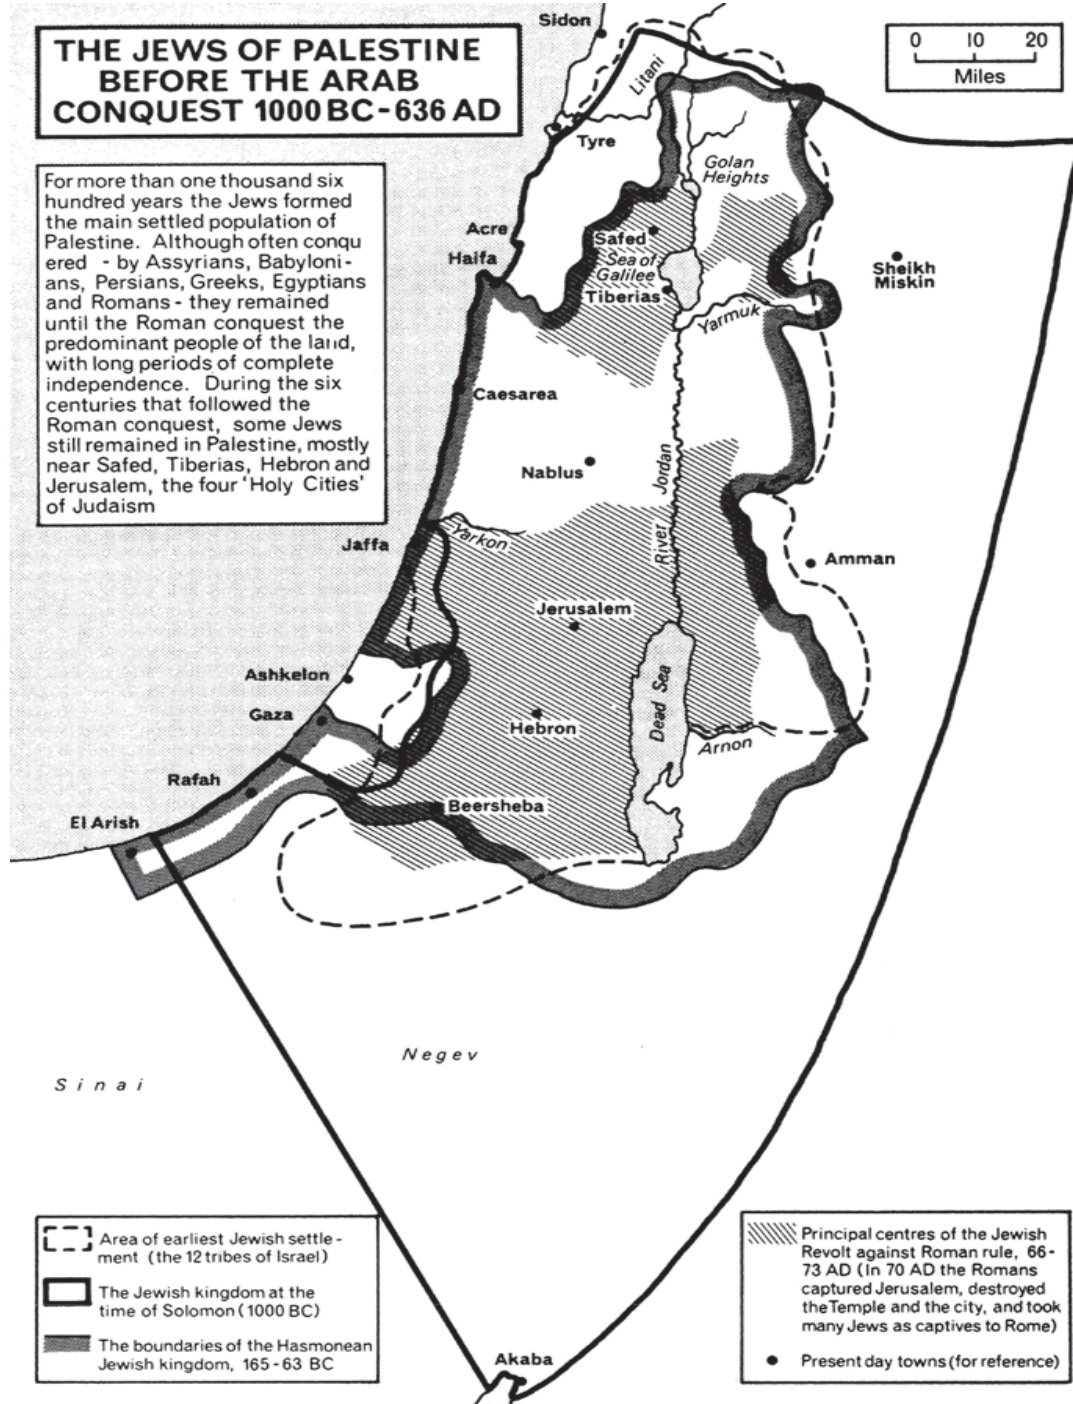 THE JEWS OF PALESTINE
BEFORE THE ARAB
CONQUEST 1000 BC-636 AD
For more than one thousand six
hundred years the Jews formed
the main settled population of
Palestine. Although often conqu
ered - by Assyrians, Babyloni-
ans, Persians, Greeks, Egyptians
and Romans - they remained
until the Roman conquest the
predominant people of the land,
with long periods of complete
independence. During the six
centuries that followed the
Roman conquest, some Jews
still remained in Palestine, mostly
near Safed, Tiberias, Hebron and
Jerusalem, the four 'Holy Cities'
of Judaism
0 10 20
Miles
Sidon
Litani
Tyre
Golan
Heights
Acre
Safed
Haifa
Sea of
Galilee
Sheikh
Miskin
Tiberias
Yarmuk
Caesarea
Nablus
River Jordan
Yarkon
Jaffa
Amman
Jerusalem
Ashkelon
Dead Sea
Gaza
Hebron
Arnon
Rafah
Beersheba
El Arish
Negev
Sinai
Akaba
Area of earliest Jewish settle-
ment (the 12 tribes of Israel)
The Jewish kingdom at the
time of Solomon (1000 BC)
The boundaries of the Hasmonean
Jewish kingdom, 165-63 BC
Principal centres of the Jewish
Revolt against Roman rule, 66-
73 AD (In 70 AD the Romans
captured Jerusalem, destroyed
the Temple and the city, and took
many Jews as captives to Rome)
Present day towns (for reference)